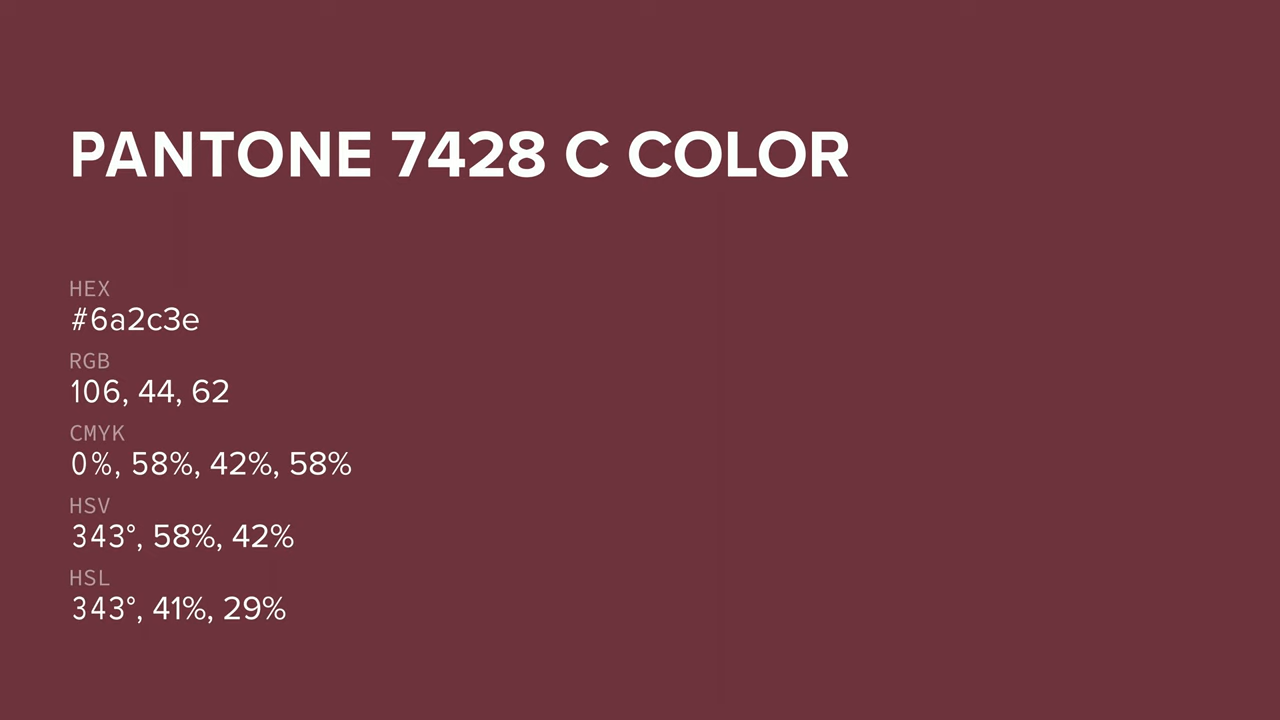 PANTONE 7428 C COLOR
HEX
#6a2c3e
RGB
106, 44, 62
CMYK
0%, 58%, 42%, 58%
HSV
343°, 58%, 42%
HSL
343°, 41%, 29%